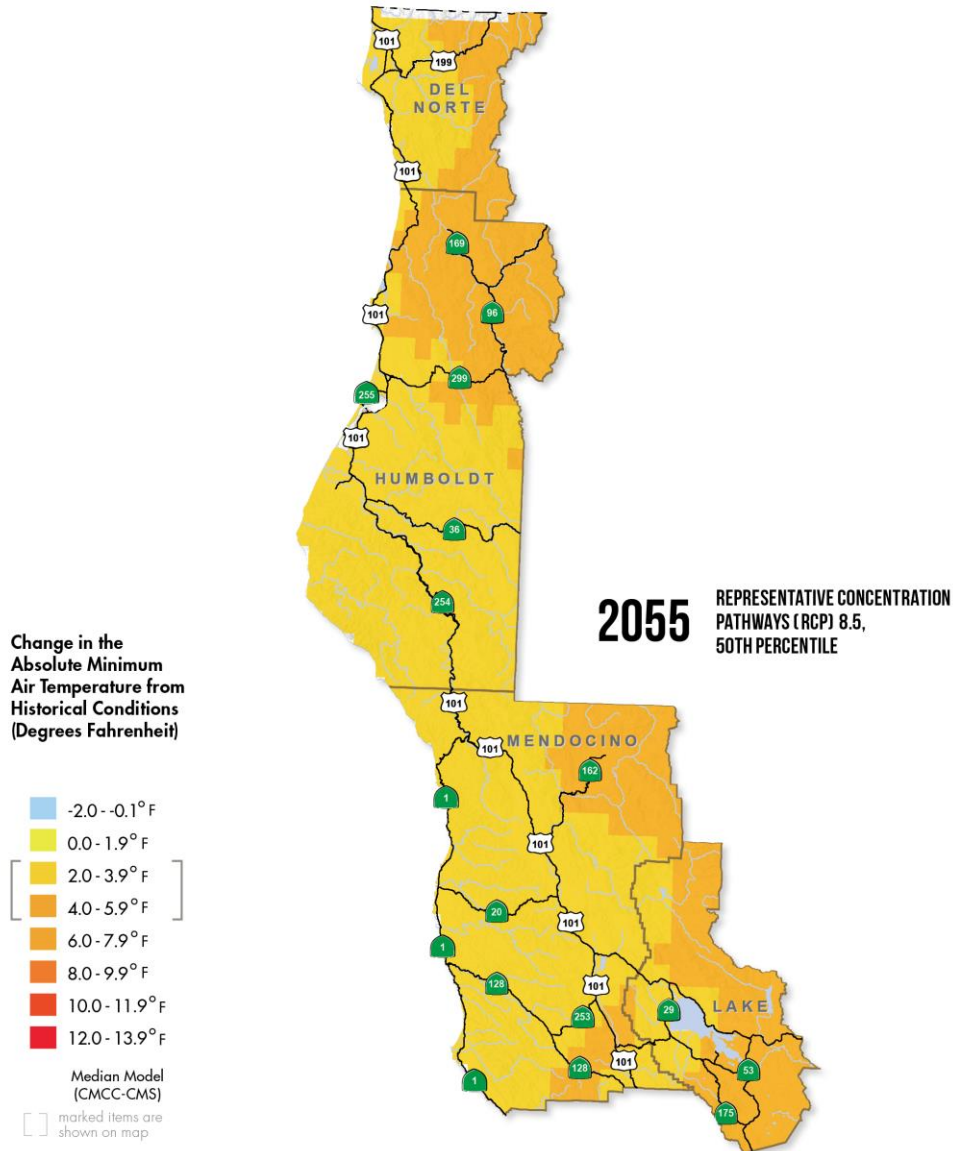 101
199
DEL
NORTE
101
169
101
96
299
255
101
HUMBOLDT
36
254
2055
REPRESENTATIVE CONCENTRATION
PATHWAYS (RCP) 8.5,
50TH PERCENTILE
Change in the
Absolute Minimum
Air Temperature from
Historical Conditions
(Degrees Fahrenheit)
101
101
MENDOCINO
162
1
101
-2.0 - -0.1° F
0.0 - 1.9° F
2.0 - 3.9° F
4.0 - 5.9° F
6.0 - 7.9° F
8.0 - 9.9° F
10.0 - 11.9° F
12.0 - 13.9° F
20
101
1
128
101
29
LAKE
253
101
128
53
1
175
Median Model
(CMCC-CMS)
[ ] marked items are
shown on map